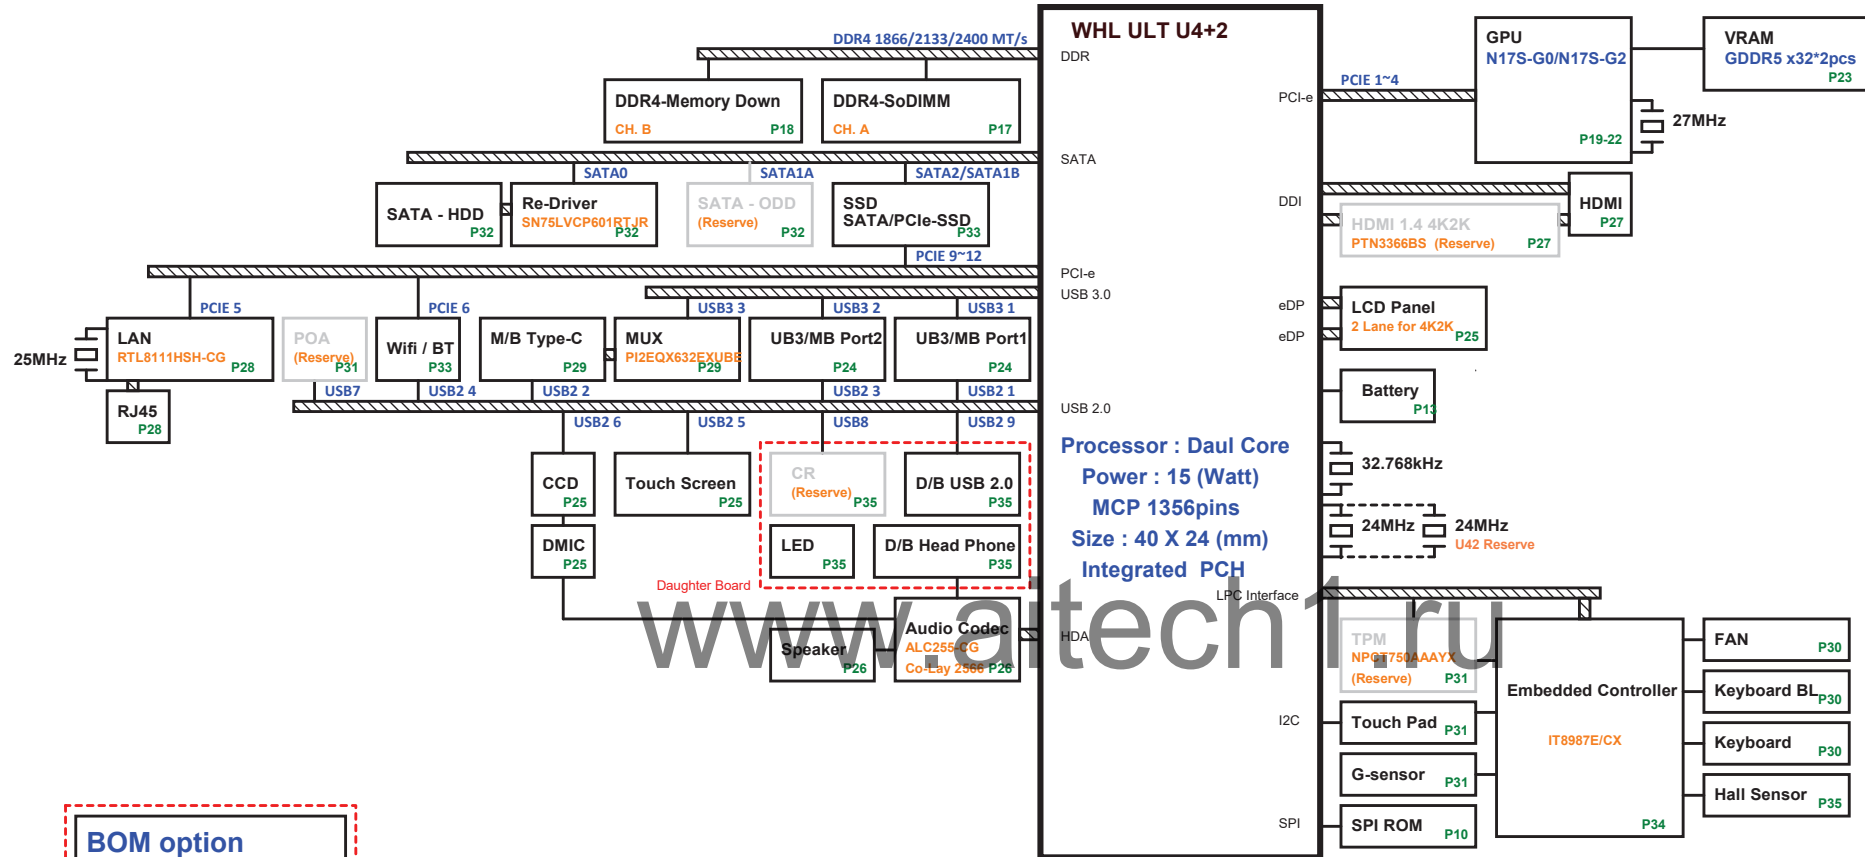 WHL ULT U4+2
DDR4 1866/2133/2400 MT/s
DDR
DDR4-Memory Down
CH. B
P18
DDR4-SoDIMM
CH. A
P17
SATA
SATA0
SATA1A
SATA2/SATA1B
SATA - HDD
P32
Re-Driver
SN75LVCP601RTJR
P32
SATA - ODD
(Reserve)
P32
SSD
SATA/PCIe-SSD
P33
PCIE 9~12
PCI-e
USB 3.0
PCIE 5
PCIE 6
USB3 3
USB3 2
USB3 1
25MHz
LAN
RTL8111HSH-CG
P28
POA
(Reserve)
P31
Wifi / BT
P33
M/B Type-C
P29
MUX
PI2EQX632EXUBE
P29
UB3/MB Port2
P24
UB3/MB Port1
P24
USB7
USB2 4
USB2 2
USB2 3
USB2 1
RJ45
P28
USB 2.0
USB2 6
USB2 5
USB8
USB2 9
CCD
P25
Touch Screen
P25
CR
(Reserve)
P35
D/B USB 2.0
P35
DMIC
P25
LED
P35
D/B Head Phone
P35
Daughter Board
Speaker
P26
Audio Codec
ALC255-CG
Co-Lay 256
P26
HDA
Processor : Daul Core
Power : 15 (Watt)
MCP 1356pins
Size : 40 X 24 (mm)
Integrated PCH
PCI-e
PCIE 1~4
GPU
N17S-G0/N17S-G2
P19-22
VRAM
GDDR5 x32*2pcs
P23
27MHz
DDI
HDMI 1.4 4K2K
PTN3366BS (Reserve)
P27
HDMI
P27
eDP
eDP
LCD Panel
2 Lane for 4K2K
P25
Battery
P13
32.768kHz
24MHz
24MHz
U42 Reserve
LPC Interface
TPM
NPCT750AAAYX
(Reserve)
P31
Embedded Controller
IT8987E/CX
P34
I2C
Touch Pad
P31
G-sensor
P31
SPI
SPI ROM
P10
FAN
P30
Keyboard BL
P30
Keyboard
P30
Hall Sensor
P35
www.aitech1.ru
BOM option